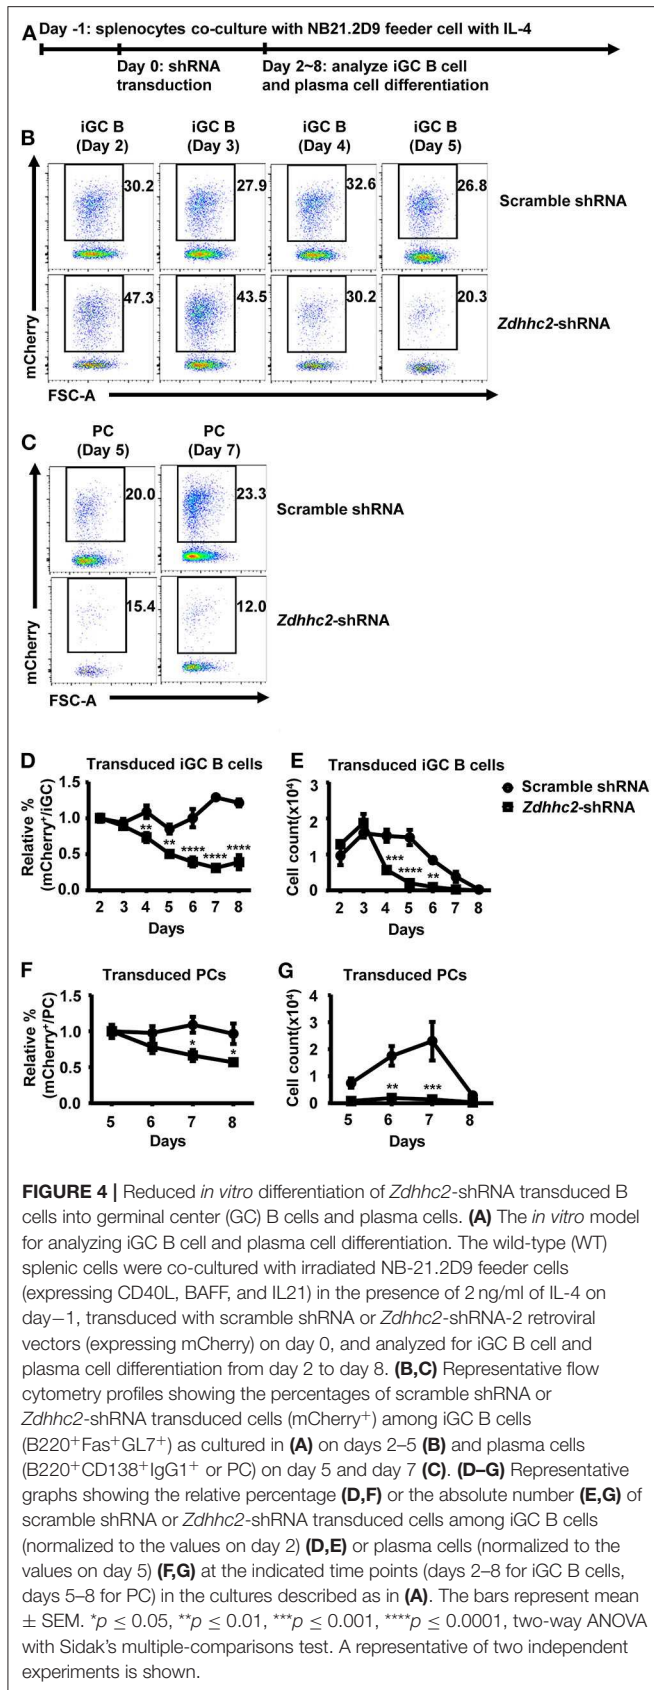 A Day -1: splenocytes co-culture with NB21.2D9 feeder cell with IL-4
Day 0: shRNA
transduction
Day 2~8: analyze iGC B cell
and plasma cell differentiation
B
iGC B
(Day 2)
iGC B
(Day 3)
iGC B
(Day 4)
iGC B
(Day 5)
30.2
27.9
32.6
26.8
Scramble shRNA
47.3
43.5
30.2
20.3
Zdhhc2-shRNA
mCherry
FSC-A
C
PC
(Day 5)
PC
(Day 7)
20.0
23.3
Scramble shRNA
15.4
12.0
Zdhhc2-shRNA
mCherry
FSC-A
D
Transduced iGC B cells
Relative %
(mCherry+/iGC)
1.5
1.0
0.5
0.0
**
**
****
****
****
2 3 4 5 6 7 8
Days
E
Transduced iGC B cells
Cell count(x10⁴)
3
2
1
0
***
****
**
2 3 4 5 6 7 8
Days
Scramble shRNA
Zdhhc2-shRNA
F
Transduced PCs
Relative %
(mCherry+/PC)
1.5
1.0
0.5
0.0
*
*
5 6 7 8
Days
G
Transduced PCs
Cell count(x10⁴)
4
3
2
1
0
**
***
5 6 7 8
Days
FIGURE 4 | Reduced in vitro differentiation of Zdhhc2-shRNA transduced B
cells into germinal center (GC) B cells and plasma cells. (A) The in vitro model
for analyzing iGC B cell and plasma cell differentiation. The wild-type (WT)
splenic cells were co-cultured with irradiated NB-21.2D9 feeder cells
(expressing CD40L, BAFF, and IL21) in the presence of 2 ng/ml of IL-4 on
day−1, transduced with scramble shRNA or Zdhhc2-shRNA-2 retroviral
vectors (expressing mCherry) on day 0, and analyzed for iGC B cell and
plasma cell differentiation from day 2 to day 8. (B,C) Representative flow
cytometry profiles showing the percentages of scramble shRNA or
Zdhhc2-shRNA transduced cells (mCherry+) among iGC B cells
(B220+Fas+GL7+) as cultured in (A) on days 2–5 (B) and plasma cells
(B220+CD138+IgG1+ or PC) on day 5 and day 7 (C). (D–G) Representative
graphs showing the relative percentage (D,F) or the absolute number (E,G) of
scramble shRNA or Zdhhc2-shRNA transduced cells among iGC B cells
(normalized to the values on day 2) (D,E) or plasma cells (normalized to the
values on day 5) (F,G) at the indicated time points (days 2–8 for iGC B cells,
days 5–8 for PC) in the cultures described as in (A). The bars represent mean
± SEM. *p ≤ 0.05, **p ≤ 0.01, ***p ≤ 0.001, ****p ≤ 0.0001, two-way ANOVA
with Sidak's multiple-comparisons test. A representative of two independent
experiments is shown.